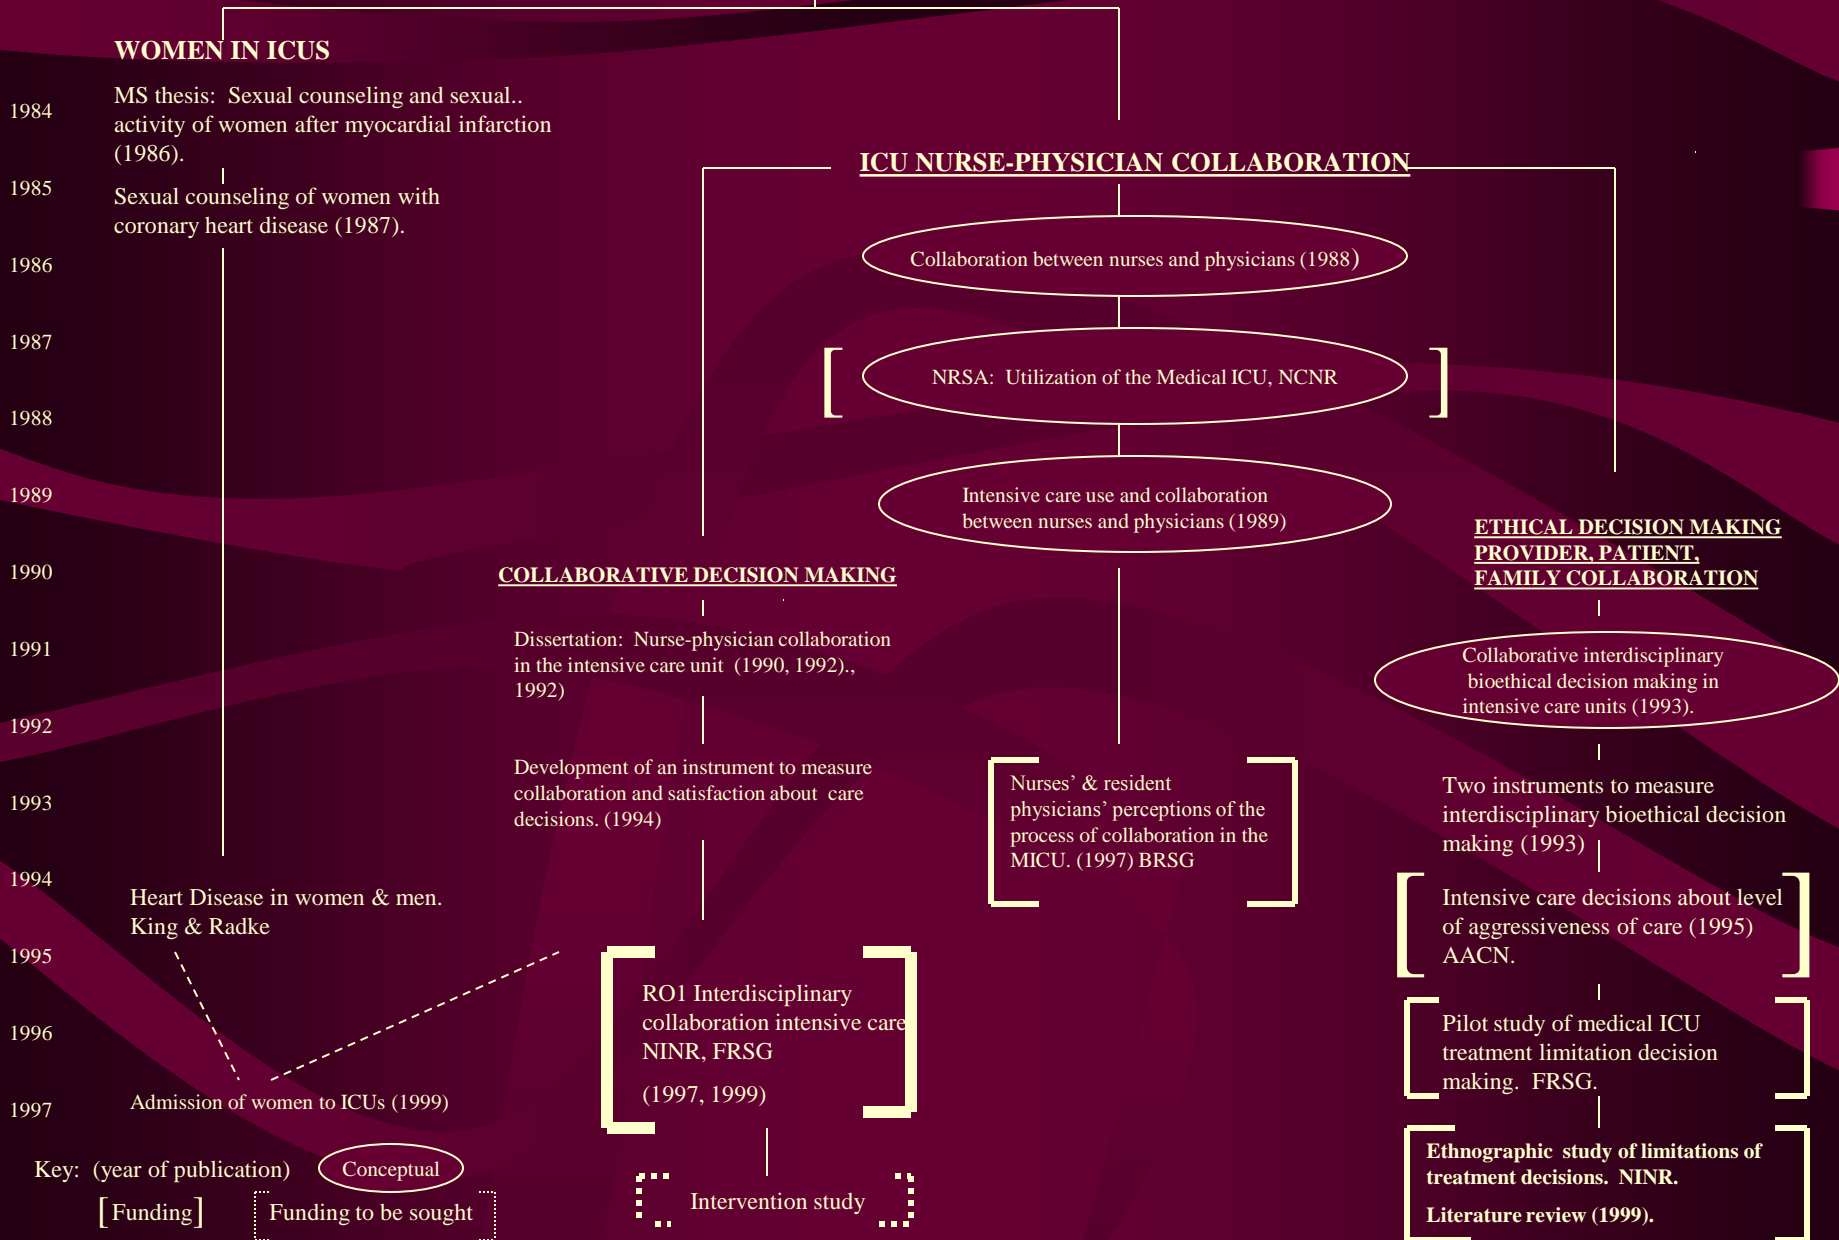 WOMEN IN ICUS
MS thesis:  Sexual counseling and sexual..
activity of women after myocardial infarction
(1986).
Sexual counseling of women with
coronary heart disease (1987).
Heart Disease in women & men.
King & Radke
Admission of women to ICUs (1999)
1984
1985
1986
1987
1988
1989
1990
1991
1992
1993
1994
1995
1996
1997
ICU NURSE-PHYSICIAN COLLABORATION
Collaboration between nurses and physicians (1988)
[
NRSA:  Utilization of the Medical ICU, NCNR
]
Intensive care use and collaboration
between nurses and physicians (1989)
COLLABORATIVE DECISION MAKING
Dissertation:  Nurse-physician collaboration
in the intensive care unit  (1990, 1992).,
1992)
Development of an instrument to measure
collaboration and satisfaction about  care
decisions. (1994)
RO1 Interdisciplinary
collaboration intensive care
NINR, FRSG
(1997, 1999)
Intervention study
Nurses’ & resident
physicians’ perceptions of the
process of collaboration in the
MICU. (1997) BRSG
ETHICAL DECISION MAKING
PROVIDER, PATIENT,
FAMILY COLLABORATION
Collaborative interdisciplinary
bioethical decision making in
intensive care units (1993).
Two instruments to measure
interdisciplinary bioethical decision
making (1993)
[
Intensive care decisions about level
of aggressiveness of care (1995)
AACN.
]
Pilot study of medical ICU
treatment limitation decision
making.  FRSG.
Ethnographic  study of limitations of
treatment decisions.  NINR.
Literature review (1999).
Key:  (year of publication)
Conceptual
[Funding]
Funding to be sought